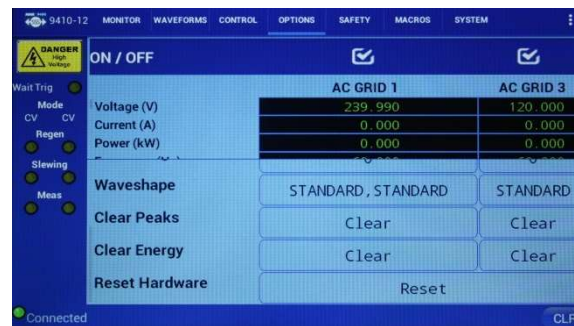 9410-12 MONITOR WAVEFORMS CONTROL OPTIONS SAFETY MACROS SYSTEM
DANGER
High
Voltage
ON / OFF
Wait Trig
AC GRID 1 AC GRID 3
Mode
CV CV
Voltage (V) 239.990 120.000
Current (A) 0.000 0.000
Regen
Power (kW) 0.000 0.000
Slewing
Waveshape STANDARD, STANDARD STANDARD
Meas
Clear Peaks Clear Clear
Clear Energy Clear Clear
Reset Hardware Reset
Connected CLR